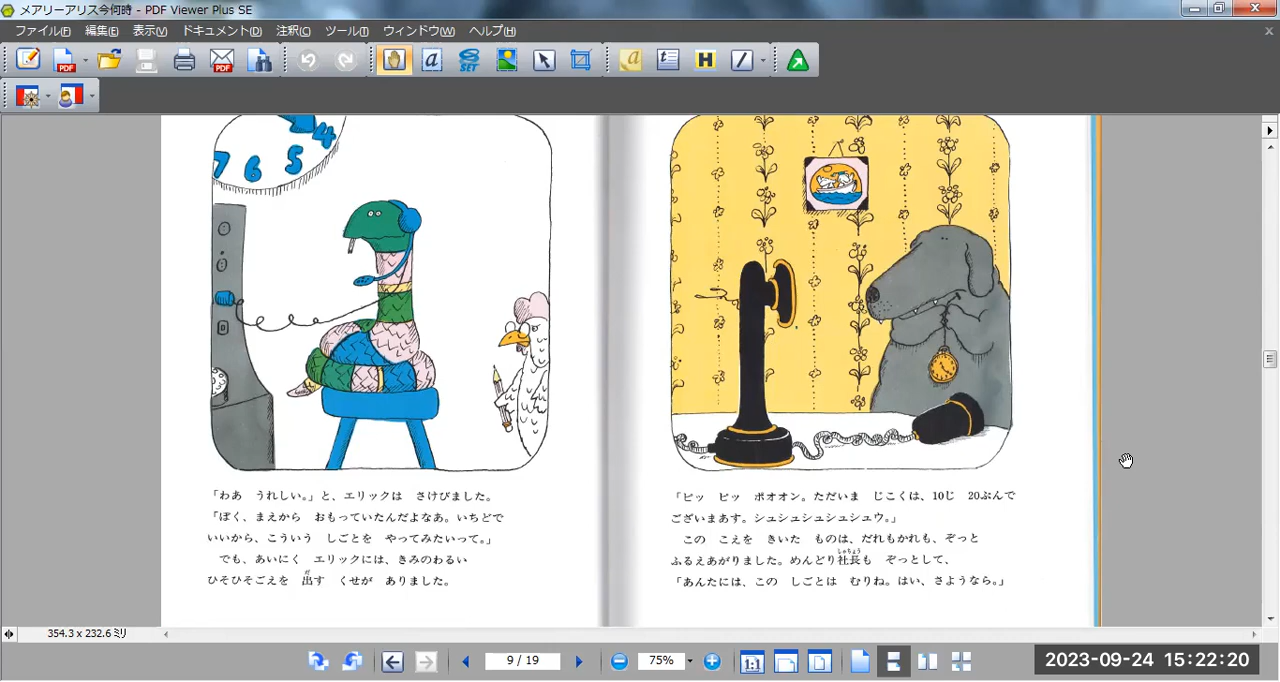 メアリーアリス今何時 - PDF Viewer Plus SE
ファイル(F) 編集(E) 表示(V) ドキュメント(D) 注釈(C) ツール(T) ウィンドウ(W) ヘルプ(H)
4
7 6 5
「わあ　うれしい。」と、エリックは　さけびました。
「ぼく、まえから　おもっていたんだよなあ。いちどで
いいから、こういう　しごとを　やってみたいって。」
でも、あいにく　エリックには、きみのわるい
ひそひそごえを　出す　くせが　ありました。
「ピッ　ピッ　ポオオン。ただいま　じこくは、10じ　20ぷんで
ございまあす。シュシュシュシュシュウ。」
この　こえを　きいた　ものは、だれもかれも、ぞっと
ふるえあがりました。めんどり社長も　ぞっとして、
「あんたには、この　しごとは　むりね。はい、さようなら。」
354.3 x 232.6 ミリ
9 / 19
75%
2023-09-24 15:22:20